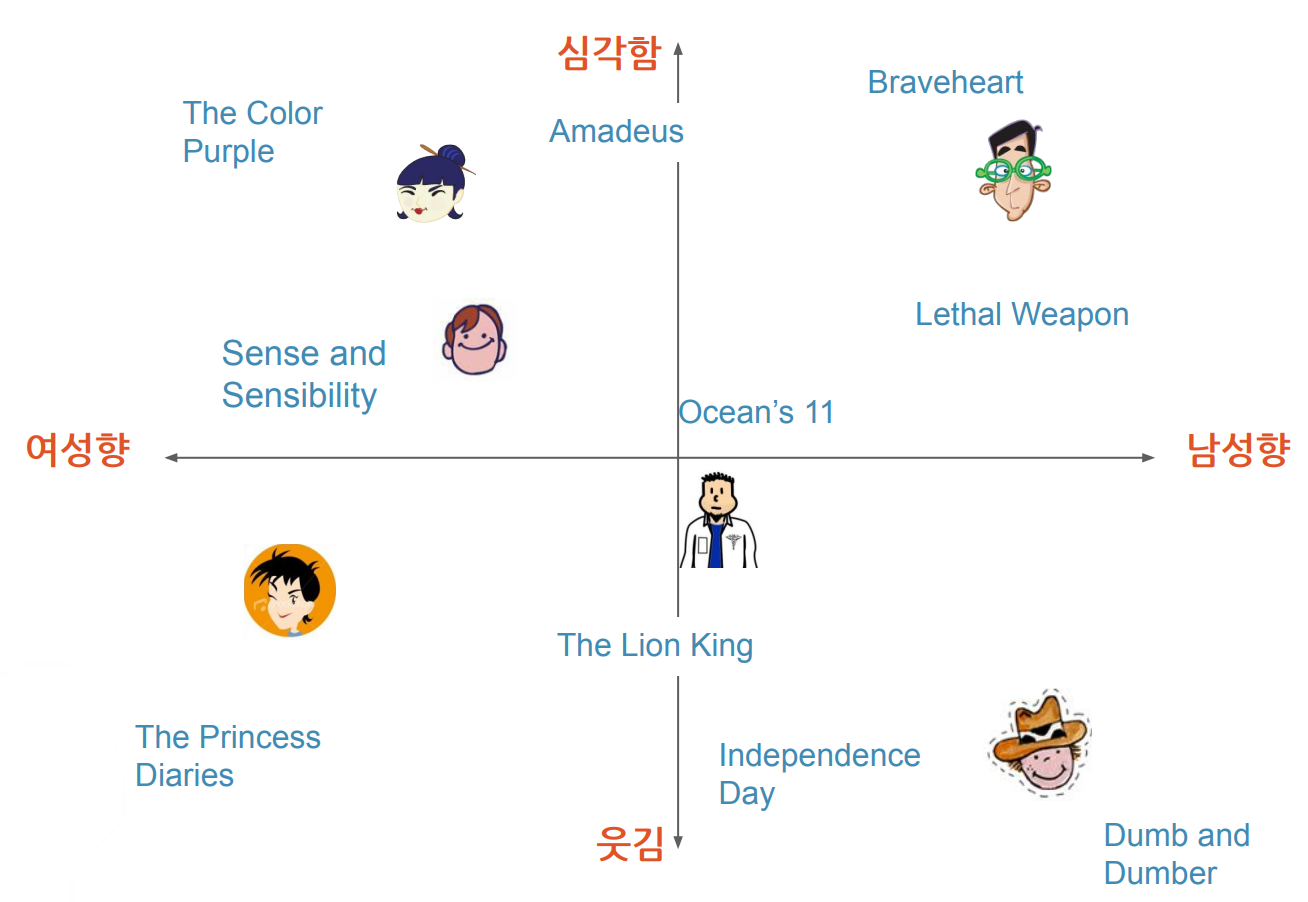 심각함
Braveheart
The Color
Purple
Amadeus
Lethal Weapon
Sense and
Sensibility
Ocean’s 11
여성향
남성향
The Lion King
The Princess
Diaries
Independence
Day
웃김
Dumb and
Dumber